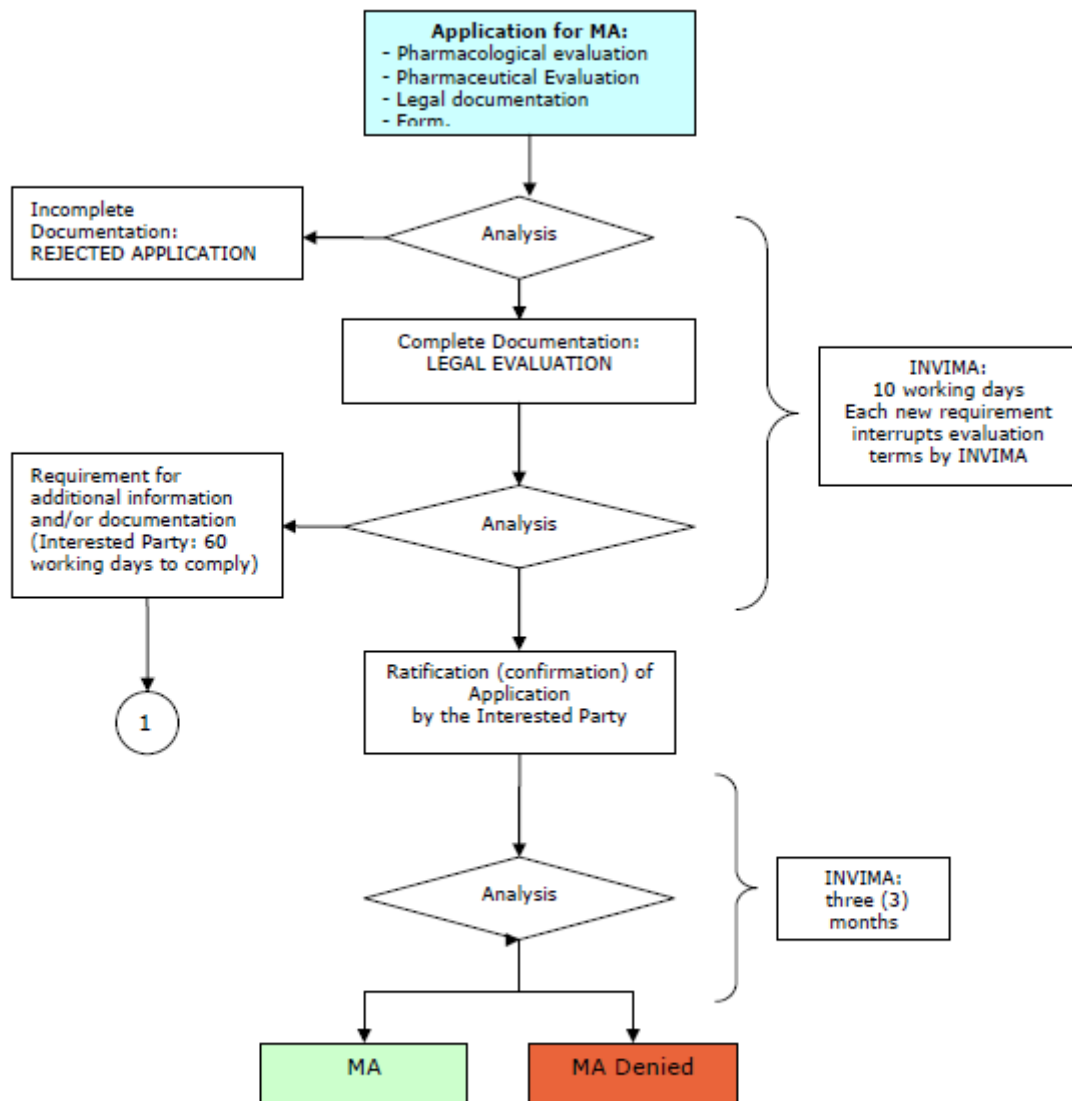 Application for MA:
- Pharmacological evaluation
- Pharmaceutical Evaluation
- Legal documentation
- Form.
Incomplete
Documentation:
REJECTED APPLICATION
Analysis
Complete Documentation:
LEGAL EVALUATION
INVIMA:
10 working days
Each new requirement
interrupts evaluation
terms by INVIMA
Requirement for
additional information
and/or documentation
(Interested Party: 60
working days to comply)
Analysis
Ratification (confirmation) of
Application
by the Interested Party
1
Analysis
INVIMA:
three (3)
months
MA
MA Denied